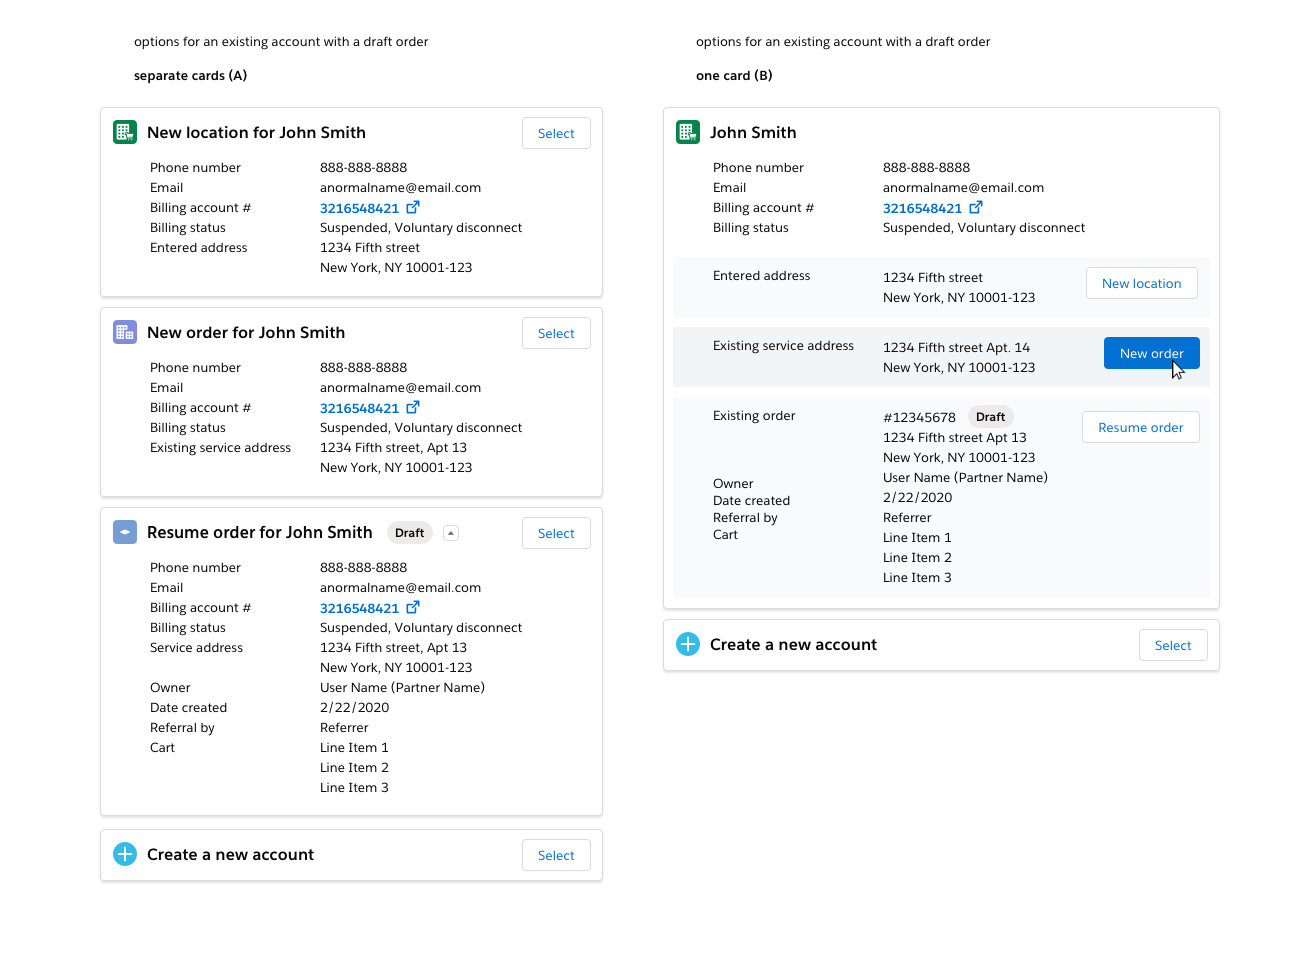 options for an existing account with a draft order
separate cards (A)
New location for John Smith
Select
Phone number 888-888-8888
Email anormalname@email.com
Billing account # 3216548421
Billing status Suspended, Voluntary disconnect
Entered address 1234 Fifth street
New York, NY 10001-123
New order for John Smith
Select
Phone number 888-888-8888
Email anormalname@email.com
Billing account # 3216548421
Billing status Suspended, Voluntary disconnect
Existing service address 1234 Fifth street, Apt 13
New York, NY 10001-123
Resume order for John Smith Draft
Select
Phone number 888-888-8888
Email anormalname@email.com
Billing account # 3216548421
Billing status Suspended, Voluntary disconnect
Service address 1234 Fifth street, Apt 13
New York, NY 10001-123
Owner User Name (Partner Name)
Date created 2/22/2020
Referral by Referrer
Cart Line Item 1
Line Item 2
Line Item 3
Create a new account
Select
options for an existing account with a draft order
one card (B)
John Smith
Phone number 888-888-8888
Email anormalname@email.com
Billing account # 3216548421
Billing status Suspended, Voluntary disconnect
Entered address 1234 Fifth street
New York, NY 10001-123
New location
Existing service address 1234 Fifth street Apt. 14
New York, NY 10001-123
New order
Existing order #12345678 Draft
1234 Fifth street Apt 13
New York, NY 10001-123
Resume order
Owner User Name (Partner Name)
Date created 2/22/2020
Referral by Referrer
Cart Line Item 1
Line Item 2
Line Item 3
Create a new account
Select